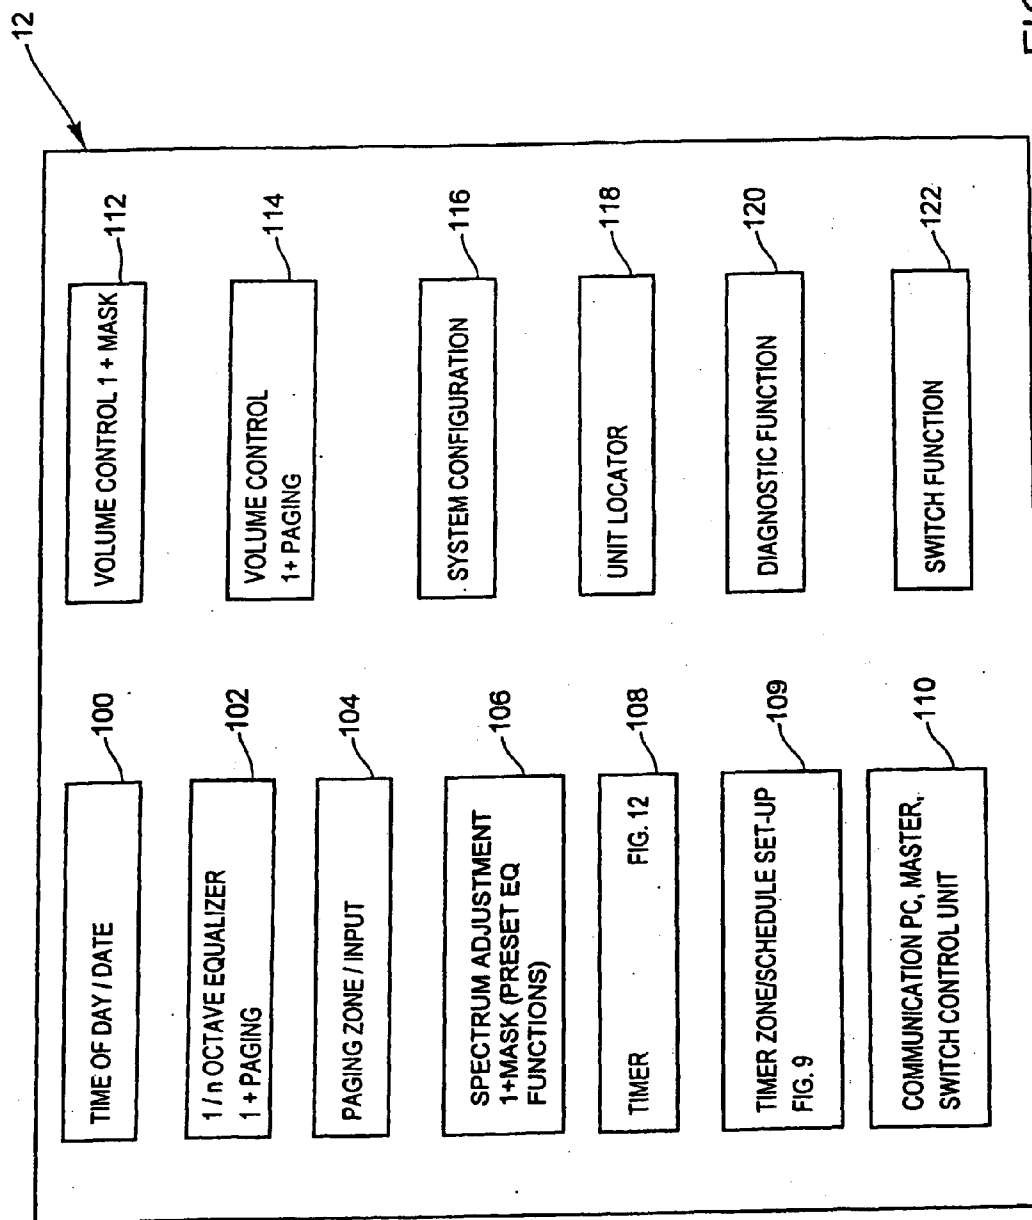 12
TIME OF DAY / DATE
100
1 / n OCTAVE EQUALIZER
1 + PAGING
102
PAGING ZONE / INPUT
104
SPECTRUM ADJUSTMENT
1+MASK (PRESET EQ
FUNCTIONS)
106
TIMER FIG. 12
108
TIMER ZONE/SCHEDULE SET-UP
FIG. 9
109
COMMUNICATION PC, MASTER,
SWITCH CONTROL UNIT
110
VOLUME CONTROL 1 + MASK
112
VOLUME CONTROL
1+ PAGING
114
SYSTEM CONFIGURATION
116
UNIT LOCATOR
118
DIAGNOSTIC FUNCTION
120
SWITCH FUNCTION
122